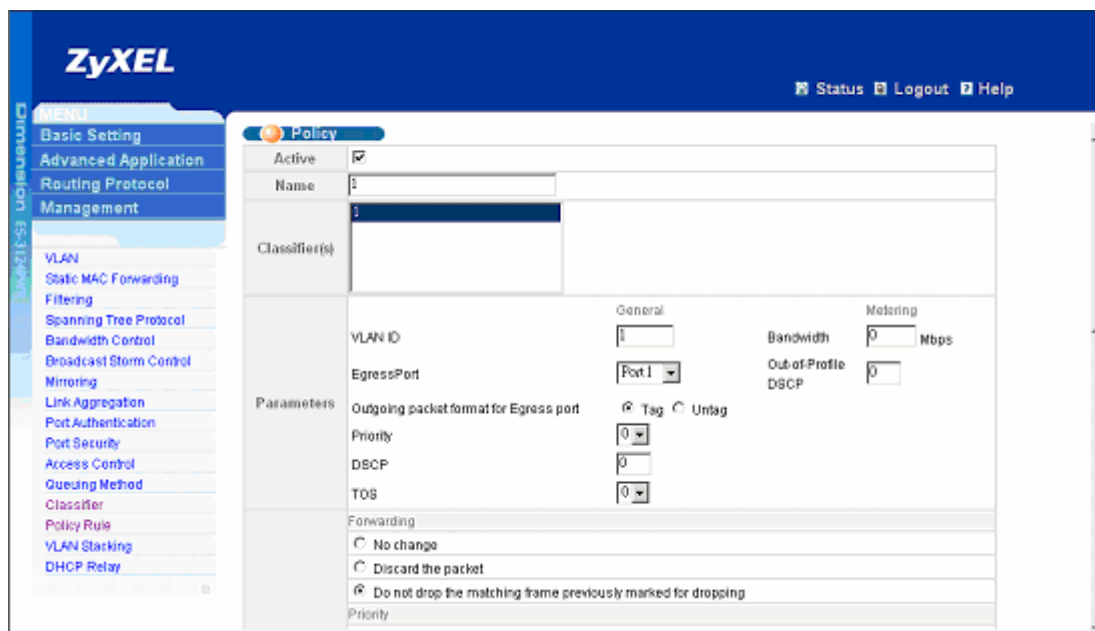 ZyXEL
Status Logout Help
Dimension
MENU
Basic Setting
Advanced Application
Routing Protocol
Management
VLAN
Static MAC Forwarding
Filtering
Spanning Tree Protocol
Bandwidth Control
Broadcast Storm Control
Mirroring
Link Aggregation
Port Authentication
Port Security
Access Control
Queuing Method
Classifier
Policy Rule
VLAN Stacking
DHCP Relay
Policy
Active
Name 1
Classifier(s) 1
Parameters
General Metering
VLAN ID 1 Bandwidth 0 Mbps
EgressPort Port 1 Out-of-Profile DSCP 0
Outgoing packet format for Egress port Tag Untag
Priority 0
DSCP 0
TOS 0
Forwarding
No change
Discard the packet
Do not drop the matching frame previously marked for dropping
Priority